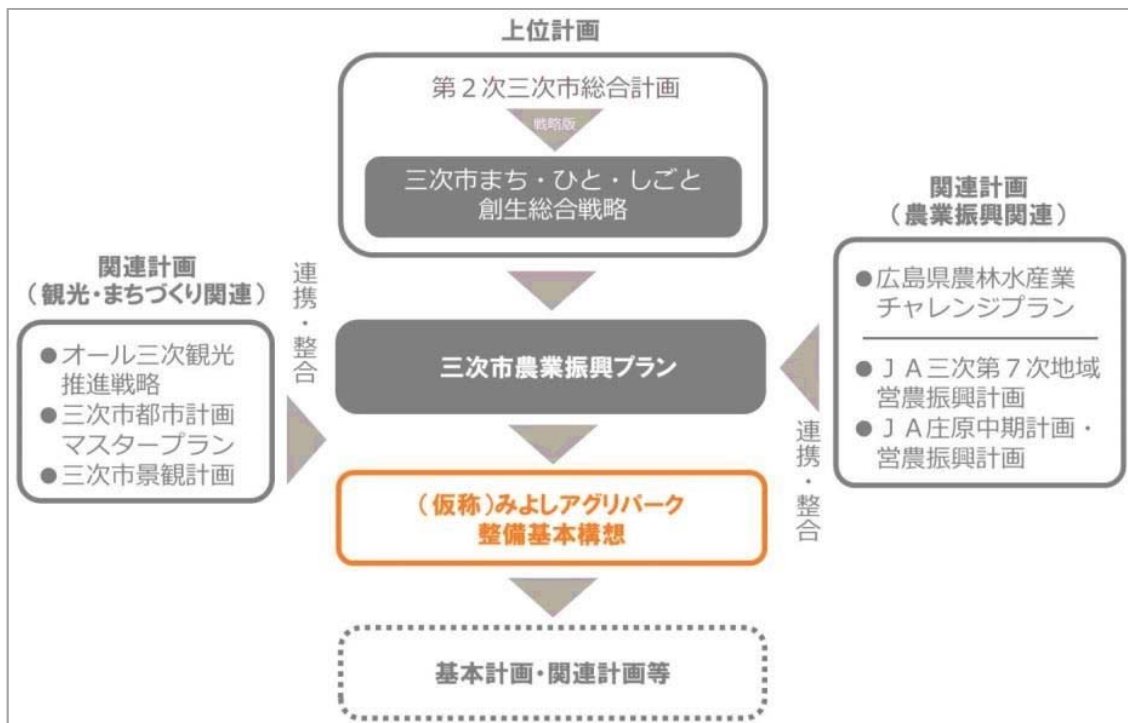 上位計画
第２次三次市総合計画
戦略版
三次市まち・ひと・しごと
創生総合戦略
関連計画
（観光・まちづくり関連）
●オール三次観光
推進戦略
●三次市都市計画
マスタープラン
●三次市景観計画
連携・整合
三次市農業振興プラン
関連計画
（農業振興関連）
●広島県農林水産業
チャレンジプラン
●ＪＡ三次第７次地域
営農振興計画
●ＪＡ庄原中期計画・
営農振興計画
連携・整合
（仮称）みよしアグリパーク
整備基本構想
基本計画・関連計画等